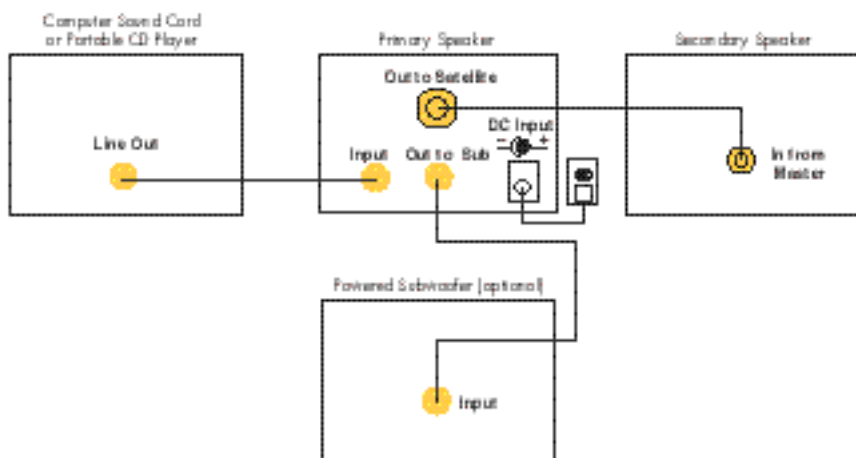 Computer Sound Card
or Portable CD Player
Primary Speaker
Secondary Speaker
Out to Satellite
DC Input
- +
Line Out
Input
Out to Sub
In from
Master
Powered Subwoofer (optional)
Input